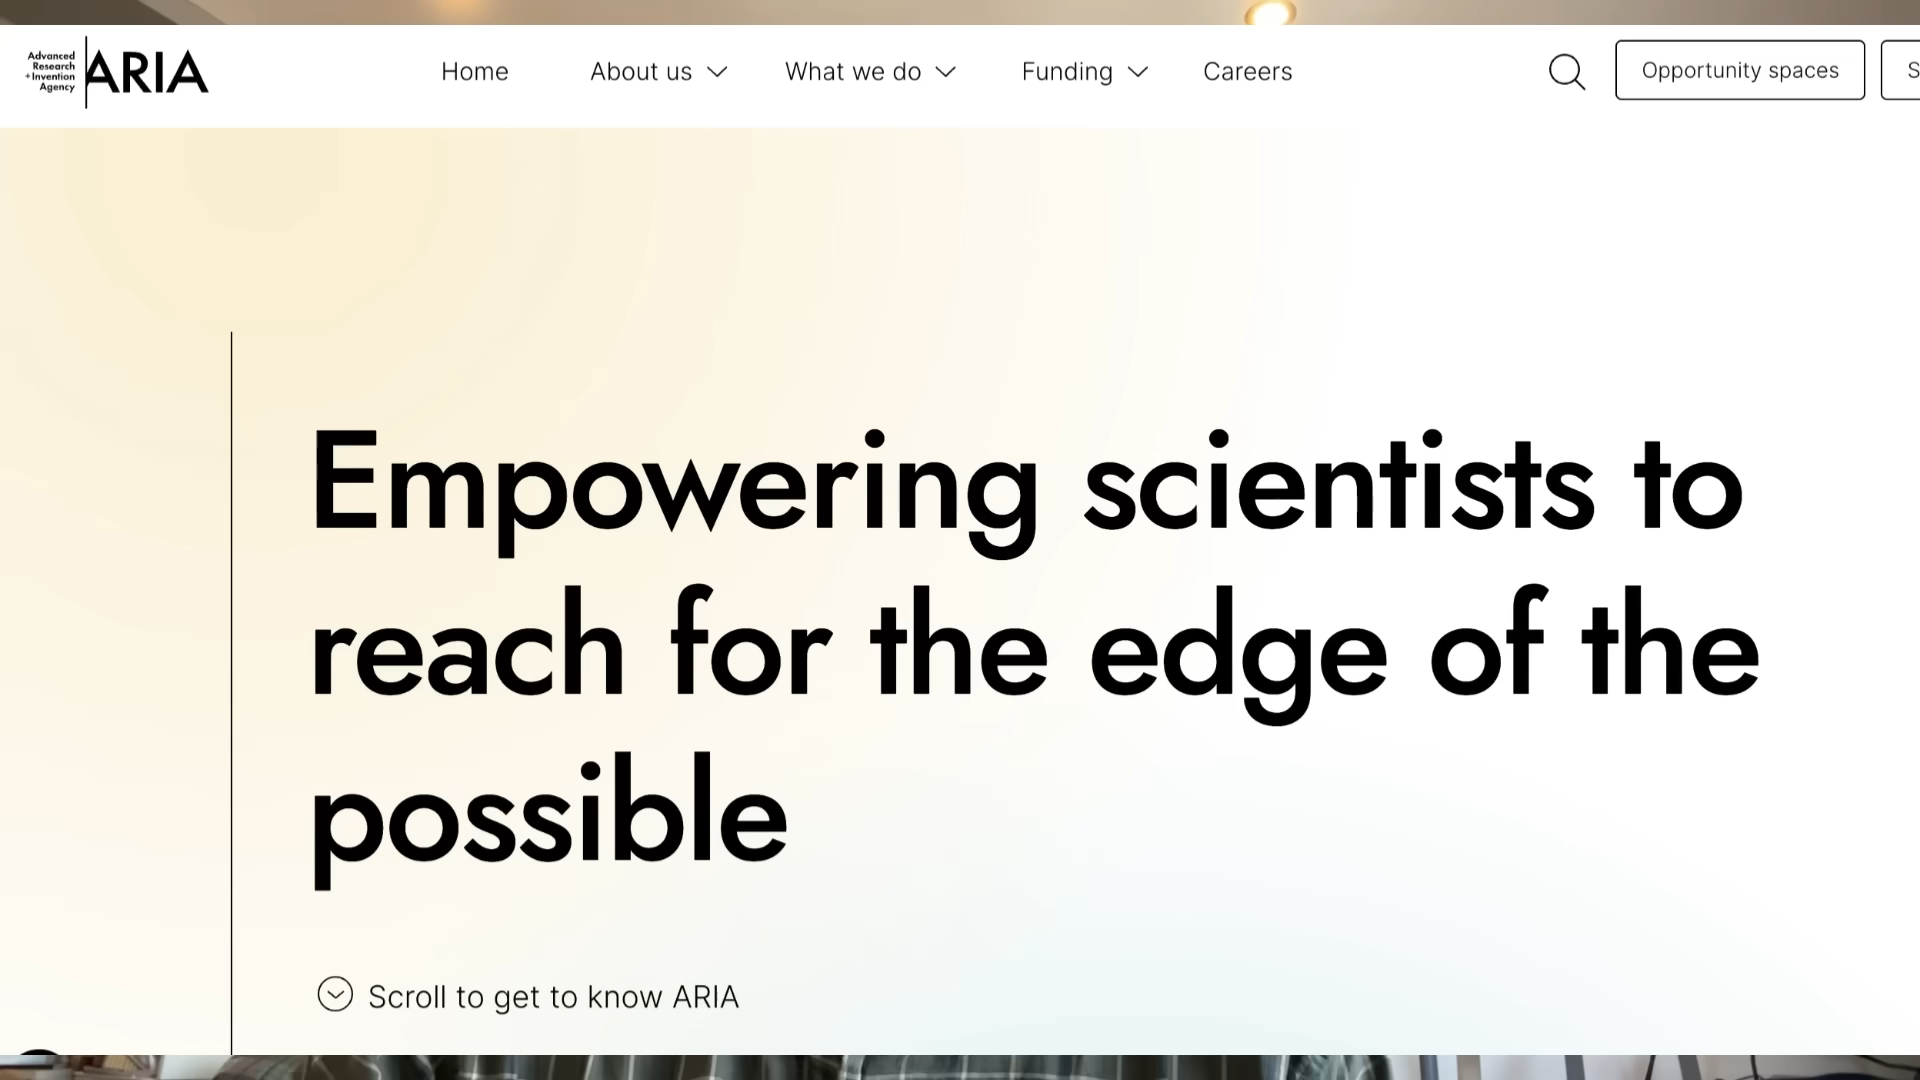 Advanced
Research
+Invention
Agency
ARIA
Home
About us
What we do
Funding
Careers
Opportunity spaces
Empowering scientists to
reach for the edge of the
possible
Scroll to get to know ARIA